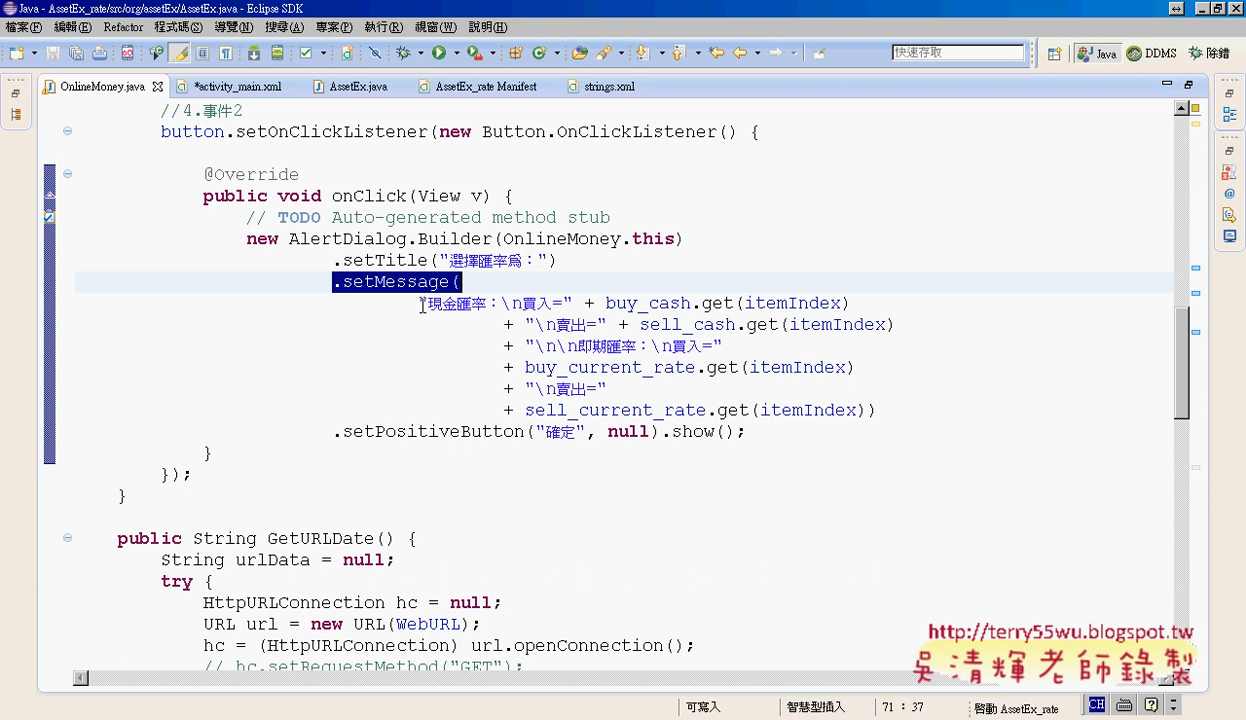 Java - AssetEx_rate/src/org/assetEx/AssetEx.java - Eclipse SDK
檔案(F) 編輯(E) Refactor 程式碼(S) 導覽(N) 搜尋(A) 專案(P) 執行(R) 視窗(W) 說明(H)
快速存取 Java DDMS 除錯
OnlineMoney.java *activity_main.xml AssetEx.java AssetEx_rate Manifest strings.xml
//4.事件2
button.setOnClickListener(new Button.OnClickListener() {
@Override
public void onClick(View v) {
// TODO Auto-generated method stub
new AlertDialog.Builder(OnlineMoney.this)
.setTitle("選擇匯率為：")
.setMessage(
"現金匯率：\n買入=" + buy_cash.get(itemIndex)
+ "\n賣出=" + sell_cash.get(itemIndex)
+ "\n\n即期匯率：\n買入="
+ buy_current_rate.get(itemIndex)
+ "\n賣出="
+ sell_current_rate.get(itemIndex))
.setPositiveButton("確定", null).show();
}
});
}
public String GetURLDate() {
String urlData = null;
try {
HttpURLConnection hc = null;
URL url = new URL(WebURL);
hc = (HttpURLConnection) url.openConnection();
// hc.setRequestMethod("GET");
http://terry55wu.blogspot.tw
吳清輝老師錄製
可寫入 智慧型插入 71 : 37 啟動 AssetEx_rate CH